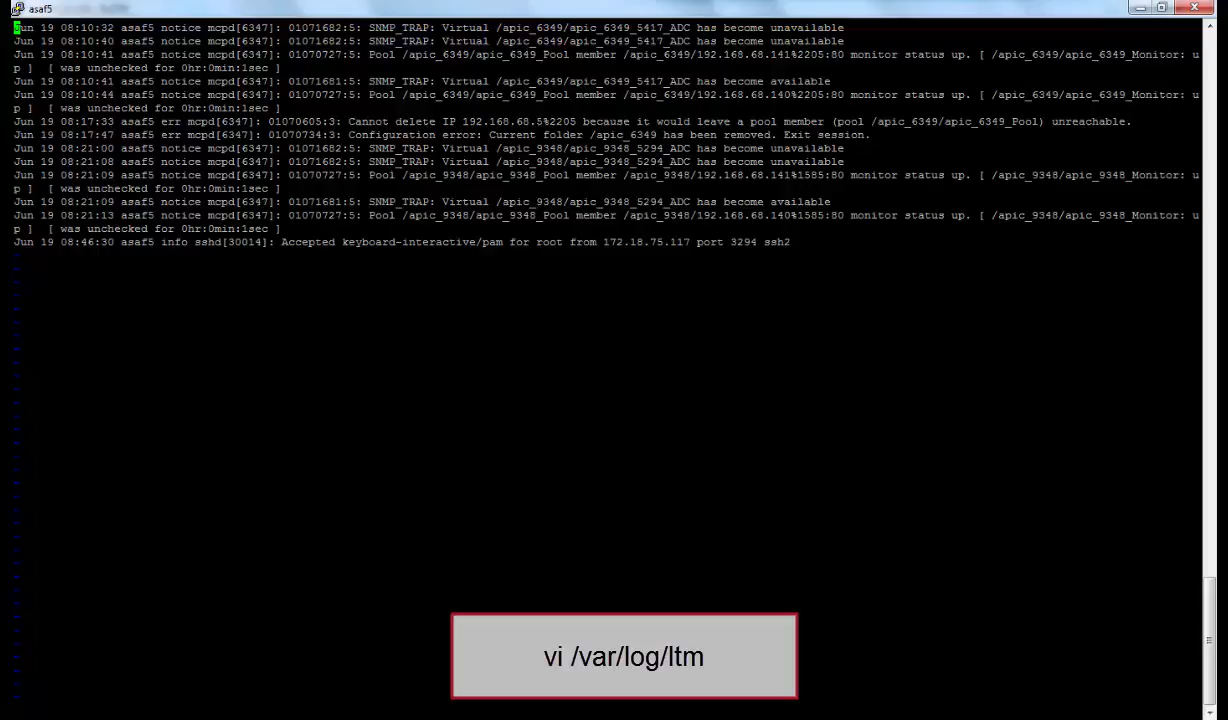 asaf5
Jun 19 08:10:32 asaf5 notice mcpd[6347]: 01071682:5: SNMP_TRAP: Virtual /apic_6349/apic_6349_5417_ADC has become unavailable
Jun 19 08:10:40 asaf5 notice mcpd[6347]: 01071682:5: SNMP_TRAP: Virtual /apic_6349/apic_6349_5417_ADC has become unavailable
Jun 19 08:10:41 asaf5 notice mcpd[6347]: 01070727:5: Pool /apic_6349/apic_6349_Pool member /apic_6349/192.168.68.141%2205:80 monitor status up. [ /apic_6349/apic_6349_Monitor: u
p ]  [ was unchecked for 0hr:0min:1sec ]
Jun 19 08:10:41 asaf5 notice mcpd[6347]: 01071681:5: SNMP_TRAP: Virtual /apic_6349/apic_6349_5417_ADC has become available
Jun 19 08:10:44 asaf5 notice mcpd[6347]: 01070727:5: Pool /apic_6349/apic_6349_Pool member /apic_6349/192.168.68.140%2205:80 monitor status up. [ /apic_6349/apic_6349_Monitor: u
p ]  [ was unchecked for 0hr:0min:1sec ]
Jun 19 08:17:33 asaf5 err mcpd[6347]: 01070605:3: Cannot delete IP 192.168.68.5%2205 because it would leave a pool member (pool /apic_6349/apic_6349_Pool) unreachable.
Jun 19 08:17:47 asaf5 err mcpd[6347]: 01070734:3: Configuration error: Current folder /apic_6349 has been removed. Exit session.
Jun 19 08:21:00 asaf5 notice mcpd[6347]: 01071682:5: SNMP_TRAP: Virtual /apic_9348/apic_9348_5294_ADC has become unavailable
Jun 19 08:21:08 asaf5 notice mcpd[6347]: 01071682:5: SNMP_TRAP: Virtual /apic_9348/apic_9348_5294_ADC has become unavailable
Jun 19 08:21:09 asaf5 notice mcpd[6347]: 01070727:5: Pool /apic_9348/apic_9348_Pool member /apic_9348/192.168.68.141%1585:80 monitor status up. [ /apic_9348/apic_9348_Monitor: u
p ]  [ was unchecked for 0hr:0min:1sec ]
Jun 19 08:21:09 asaf5 notice mcpd[6347]: 01071681:5: SNMP_TRAP: Virtual /apic_9348/apic_9348_5294_ADC has become available
Jun 19 08:21:13 asaf5 notice mcpd[6347]: 01070727:5: Pool /apic_9348/apic_9348_Pool member /apic_9348/192.168.68.140%1585:80 monitor status up. [ /apic_9348/apic_9348_Monitor: u
p ]  [ was unchecked for 0hr:0min:1sec ]
Jun 19 08:46:30 asaf5 info sshd[30014]: Accepted keyboard-interactive/pam for root from 172.18.75.117 port 3294 ssh2
vi /var/log/ltm